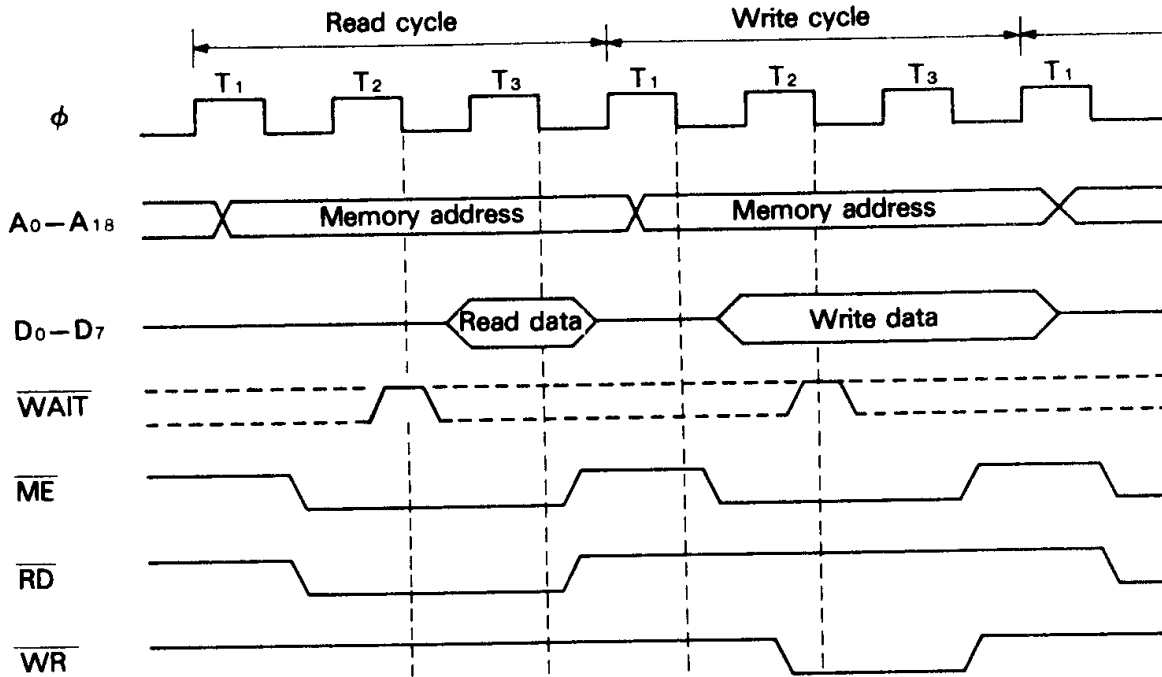 Read cycle Write cycle
T1 T2 T3 T1 T2 T3 T1
ϕ
A0–A18 Memory address Memory address
D0–D7 Read data Write data
WAIT
ME
RD
WR